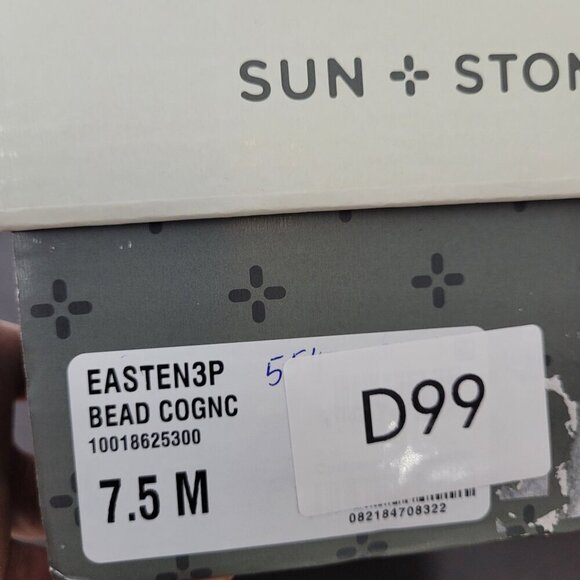 SUN + STON
EASTEN3P
BEAD COGNC
10018625300
7.5 M
D99
082184708322